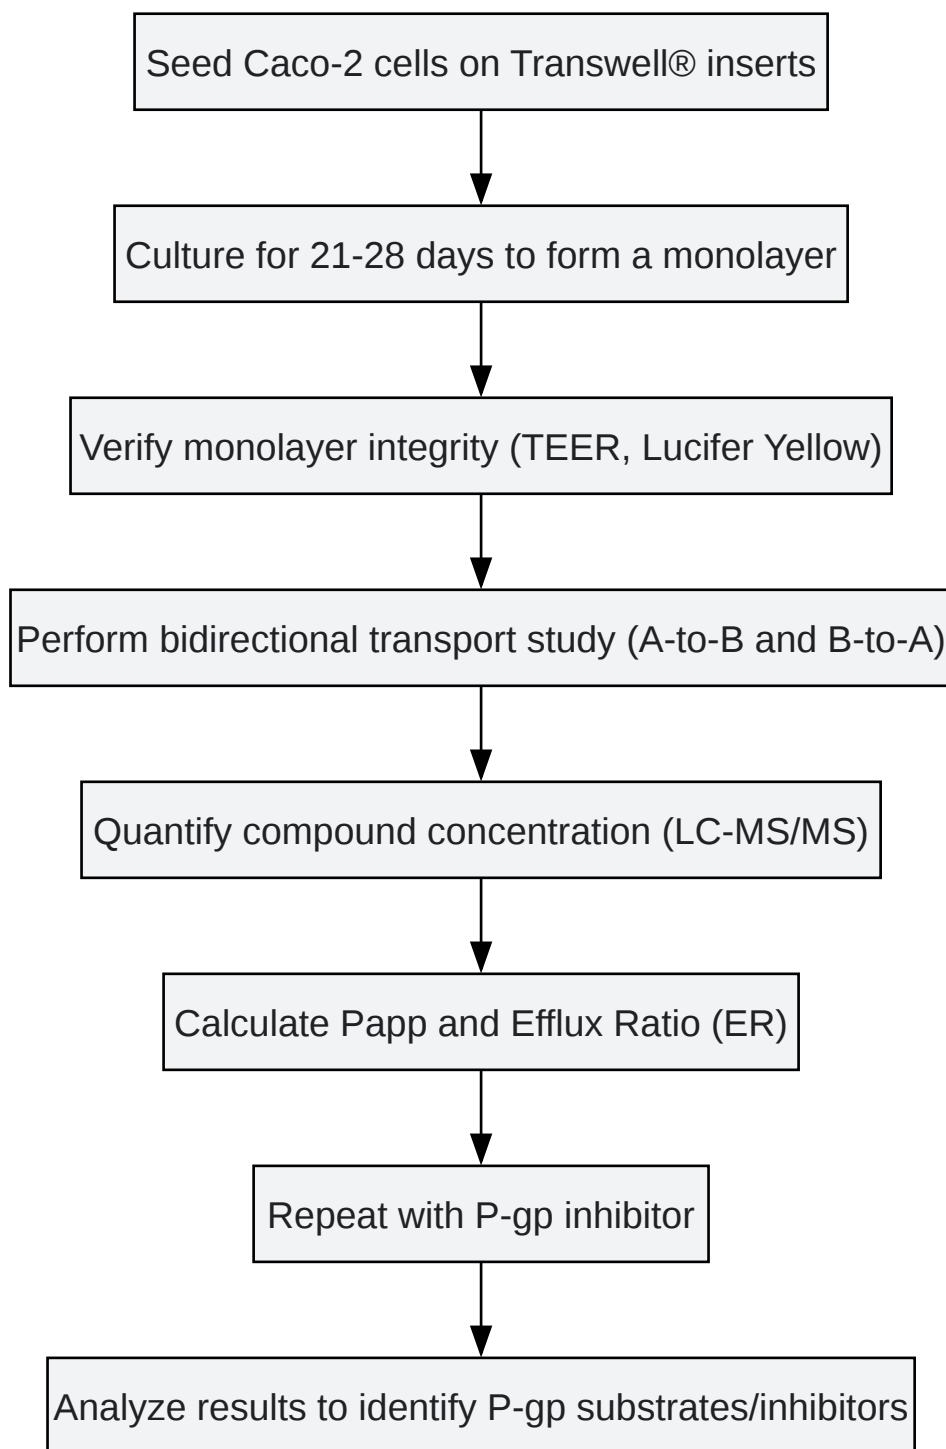 Seed Caco-2 cells on Transwell® inserts
Culture for 21-28 days to form a monolayer
Verify monolayer integrity (TEER, Lucifer Yellow)
Perform bidirectional transport study (A-to-B and B-to-A)
Quantify compound concentration (LC-MS/MS)
Calculate Papp and Efflux Ratio (ER)
Repeat with P-gp inhibitor
Analyze results to identify P-gp substrates/inhibitors